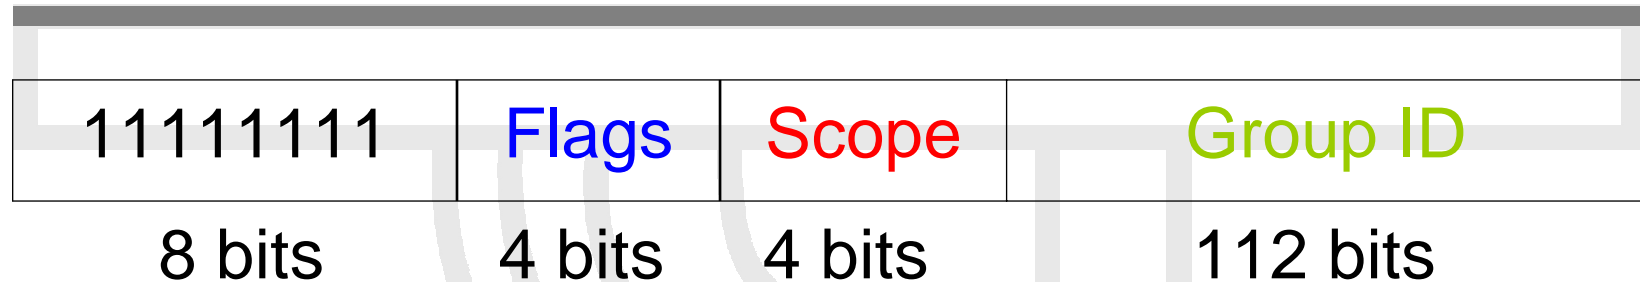 11111111 Flags Scope Group ID
8 bits 4 bits 4 bits 112 bits